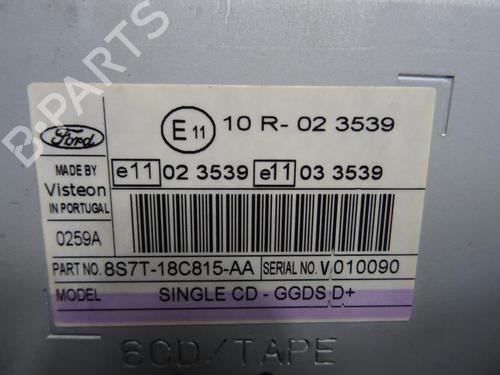 Ford
E 11
10 R- 02 3539
MADE BY
Visteon
IN PORTUGAL
e11 02 3539 e11 03 3539
0259A
PART NO. 8S7T-18C815-AA SERIAL NO. V 010090
MODEL SINGLE CD - GGDS D+
6CD/TAPE
B-PARTS